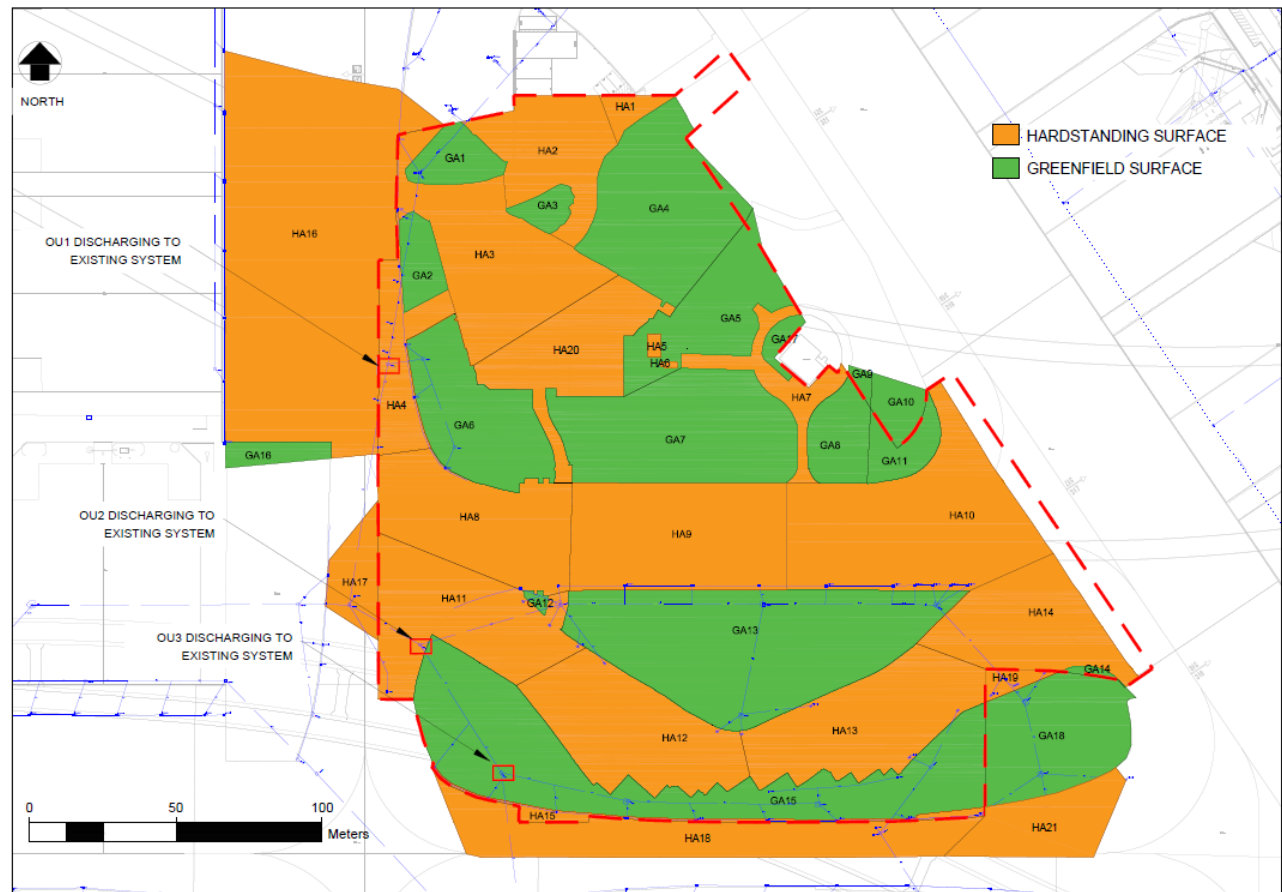 NORTH
HARDSTANDING SURFACE
GREENFIELD SURFACE
HA1
HA2
GA1
GA3
GA4
HA16
OU1 DISCHARGING TO
EXISTING SYSTEM
HA3
GA2
GA5
GA17
HA5
HA20
HA6
GA9
HA4
HA7
GA10
GA6
GA7
GA8
GA16
GA11
OU2 DISCHARGING TO
EXISTING SYSTEM
HA8
HA9
HA10
HA17
HA11
GA12
HA14
OU3 DISCHARGING TO
EXISTING SYSTEM
GA13
GA14
HA19
HA12
HA13
GA18
GA15
HA15
HA18
HA21
0 50 100
Meters